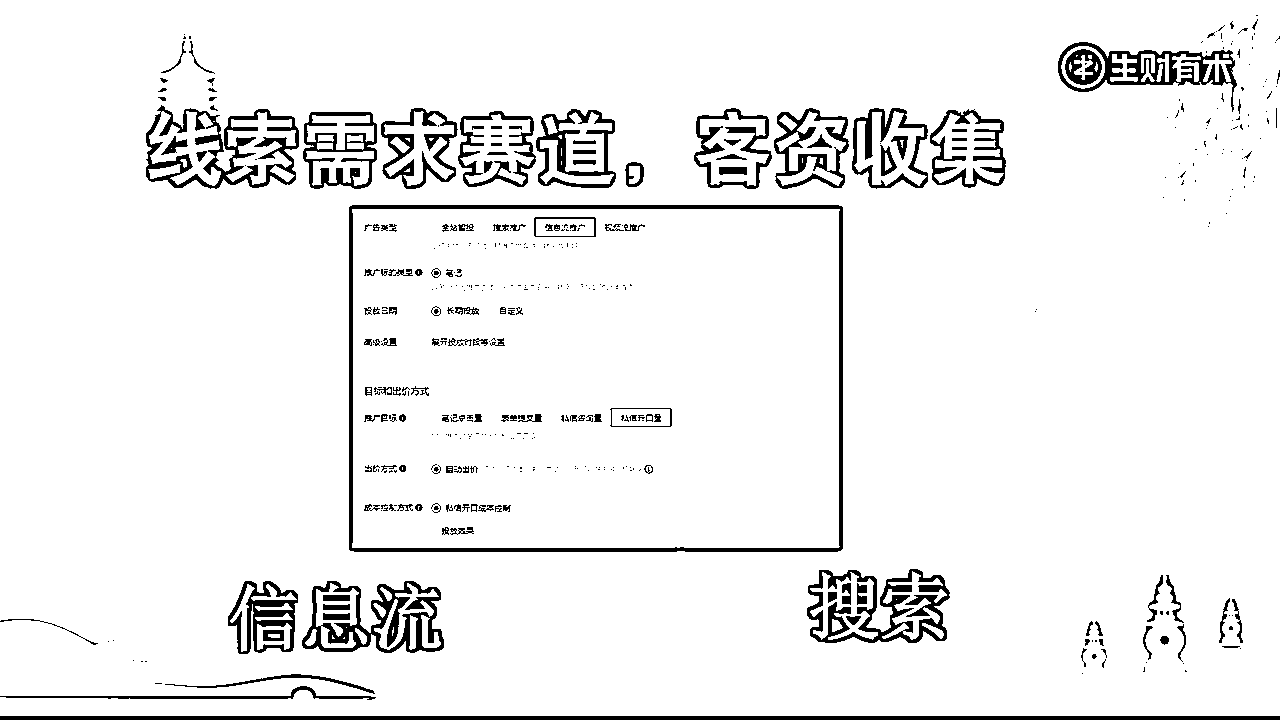 生财有术
线索需求赛道，客资收集
广告类型 全站智投 搜索推广 信息流推广 视频流推广
推广标的类型 笔记
投放日期 长期投放 自定义
高级设置 展开投放时段等设置
目标和出价方式
推广目标 笔记点击量 表单提交量 私信咨询量 私信开口量
出价方式 自动出价
成本控制方式 私信开口成本控制
投放效果
信息流
搜索